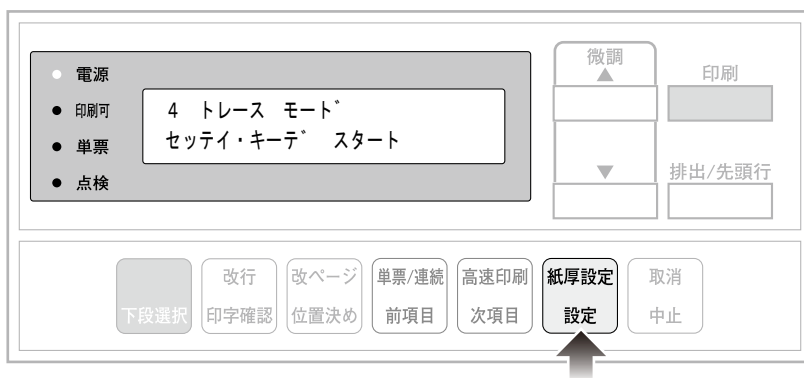 電源
印刷可
単票
点検
4 トレース モード
セッテイ・キーデ スタート
微調
▲
▼
印刷
排出/先頭行
下段選択
改行
印字確認
改ページ
位置決め
単票/連続
前項目
高速印刷
次項目
紙厚設定
設定
取消
中止